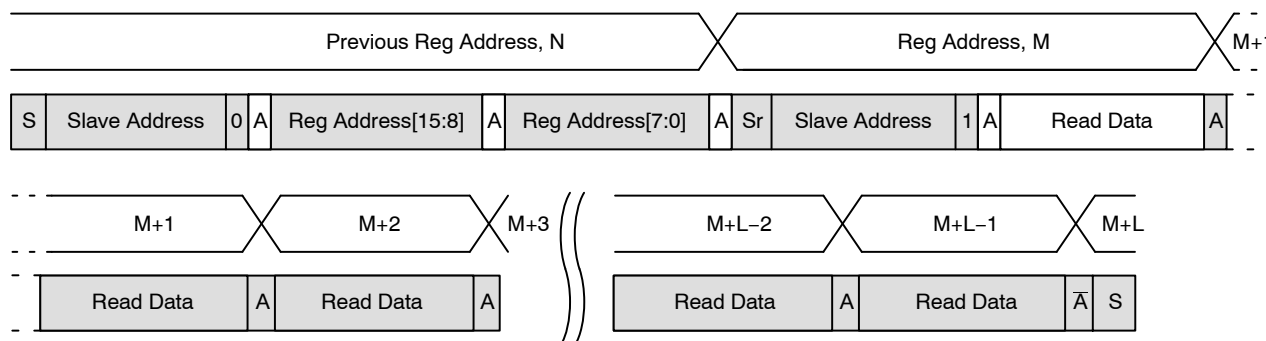 Previous Reg Address, N Reg Address, M M+1
S Slave Address 0 A Reg Address[15:8] A Reg Address[7:0] A Sr Slave Address 1 A Read Data A
M+1 M+2 M+3 M+L−2 M+L−1 M+L
Read Data A Read Data A Read Data A Read Data A̅ S